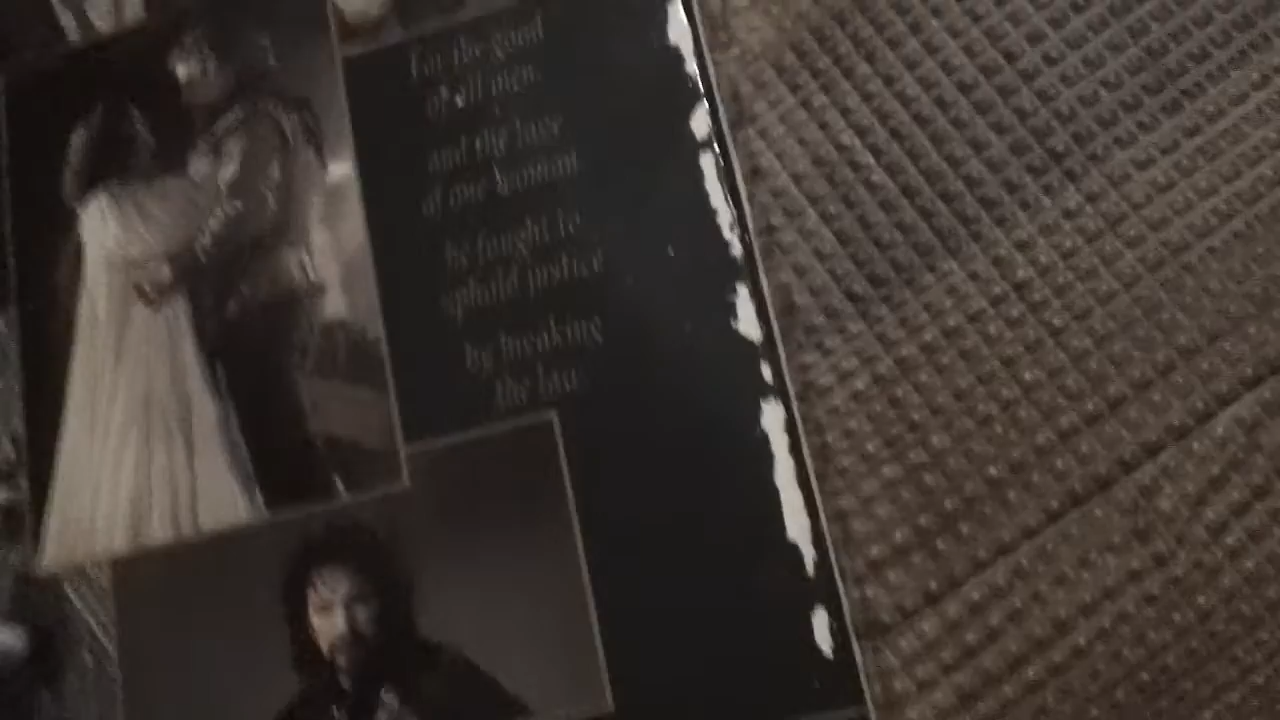 For the good
of all men,
and the love
of one woman
he fought to
uphold justice
by breaking
the law.